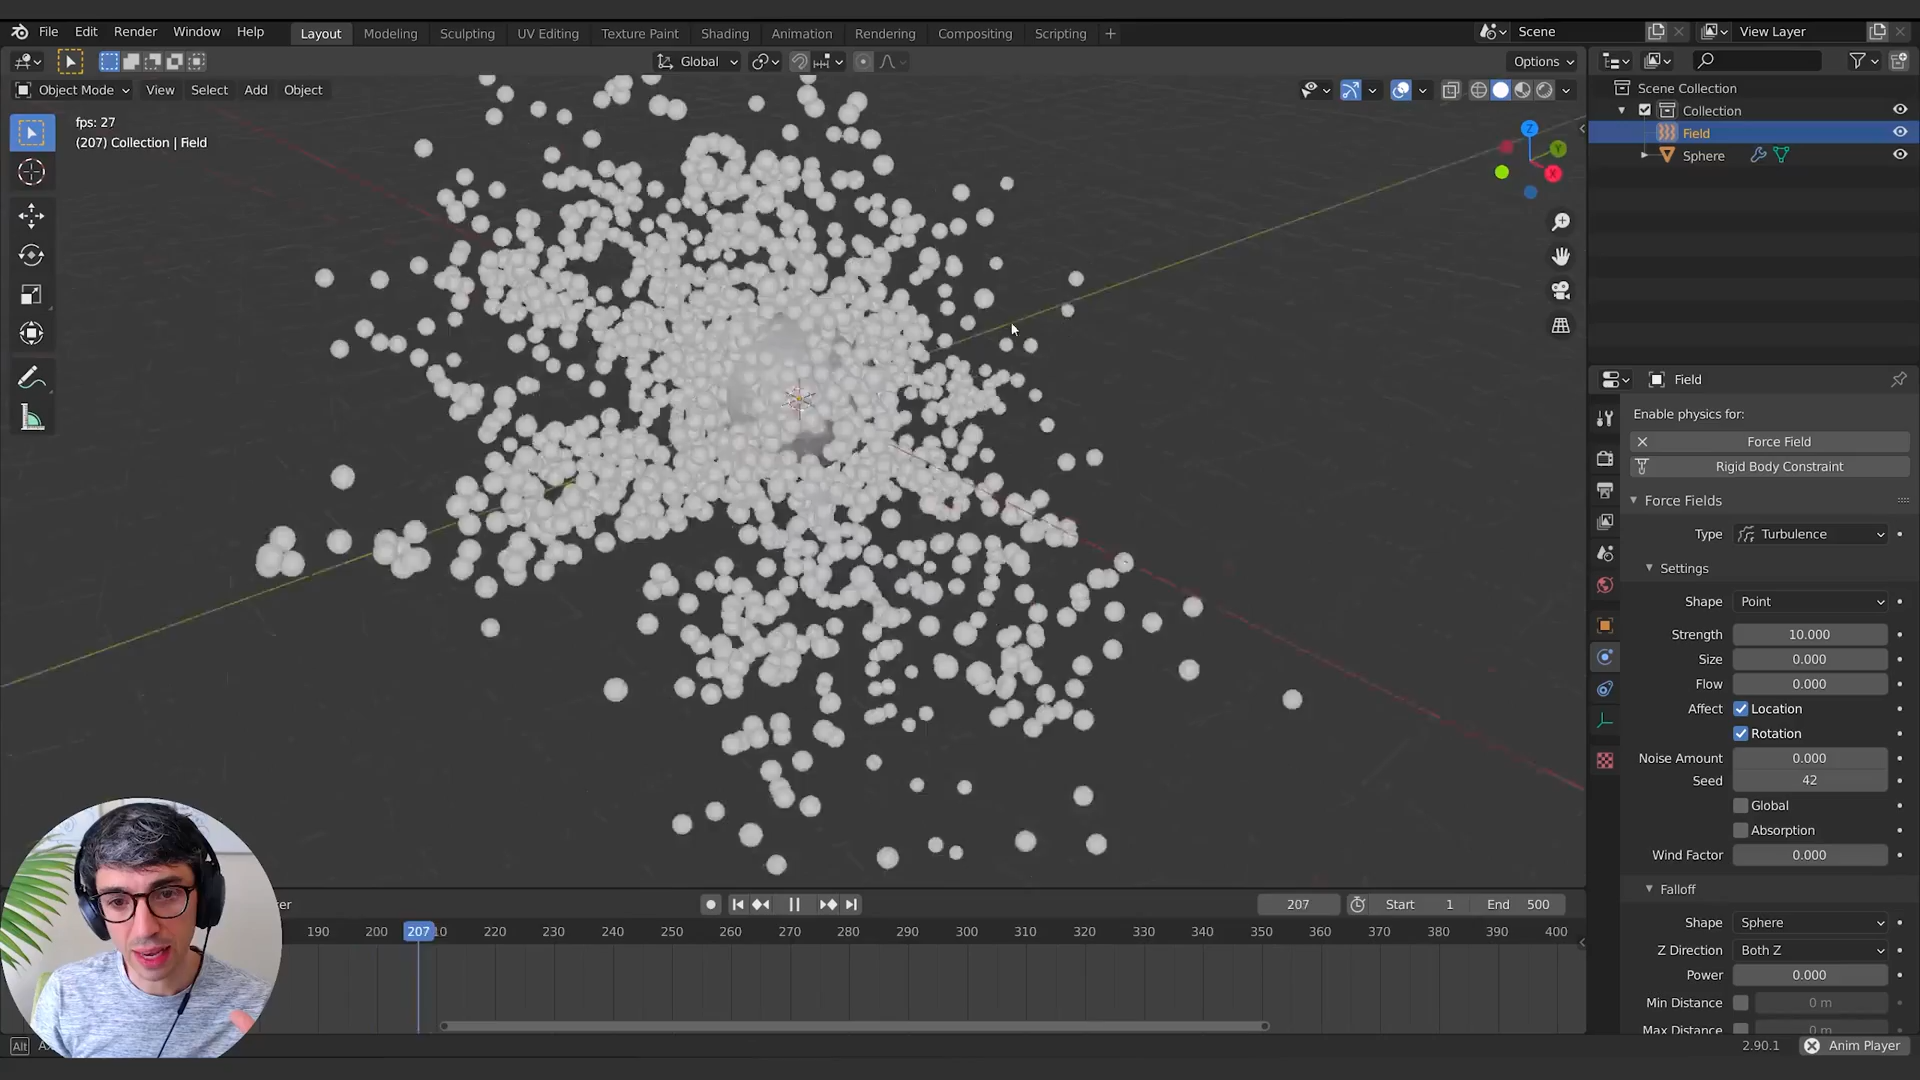 File Edit Render Window Help
Layout Modeling Sculpting UV Editing Texture Paint Shading Animation Rendering Compositing Scripting +
Scene
View Layer
Global
Options
Object Mode View Select Add Object
fps: 27
(207) Collection | Field
Z
Y
X
Scene Collection
Collection
Field
Sphere
Field
Enable physics for:
Force Field
Rigid Body Constraint
Force Fields
Type Turbulence
Settings
Shape Point
Strength 10.000
Size 0.000
Flow 0.000
Affect Location
Rotation
Noise Amount 0.000
Seed 42
Global
Absorption
Wind Factor 0.000
Falloff
Shape Sphere
Z Direction Both Z
Power 0.000
Min Distance 0 m
Max Distance 0 m
207 Start 1 End 500
190 200 207 220 230 240 250 260 270 280 290 300 310 320 330 340 350 360 370 380 390 400
Alt
2.90.1 Anim Player